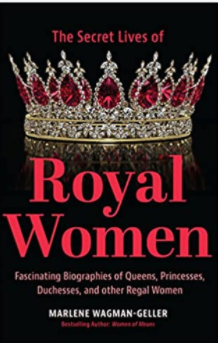 The Secret Lives of
Royal
Women
Fascinating Biographies of Queens, Princesses,
Duchesses, and other Regal Women
MARLENE WAGMAN-GELLER
Bestselling Author: Women of Means